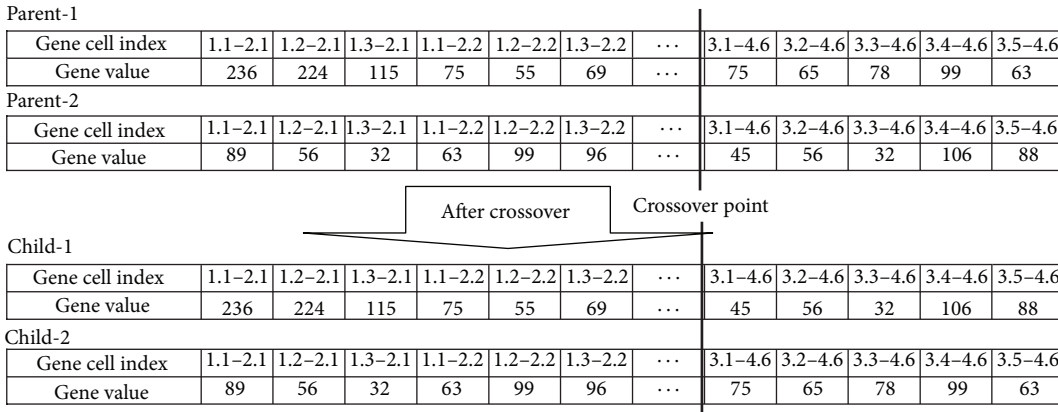 Parent-1
Gene cell index 1.1–2.1 1.2–2.1 1.3–2.1 1.1–2.2 1.2–2.2 1.3–2.2 ··· 3.1–4.6 3.2–4.6 3.3–4.6 3.4–4.6 3.5–4.6
Gene value 236 224 115 75 55 69 ··· 75 65 78 99 63
Parent-2
Gene cell index 1.1–2.1 1.2–2.1 1.3–2.1 1.1–2.2 1.2–2.2 1.3–2.2 ··· 3.1–4.6 3.2–4.6 3.3–4.6 3.4–4.6 3.5–4.6
Gene value 89 56 32 63 99 96 ··· 45 56 32 106 88
After crossover Crossover point
Child-1
Gene cell index 1.1–2.1 1.2–2.1 1.3–2.1 1.1–2.2 1.2–2.2 1.3–2.2 ··· 3.1–4.6 3.2–4.6 3.3–4.6 3.4–4.6 3.5–4.6
Gene value 236 224 115 75 55 69 ··· 45 56 32 106 88
Child-2
Gene cell index 1.1–2.1 1.2–2.1 1.3–2.1 1.1–2.2 1.2–2.2 1.3–2.2 ··· 3.1–4.6 3.2–4.6 3.3–4.6 3.4–4.6 3.5–4.6
Gene value 89 56 32 63 99 96 ··· 75 65 78 99 63